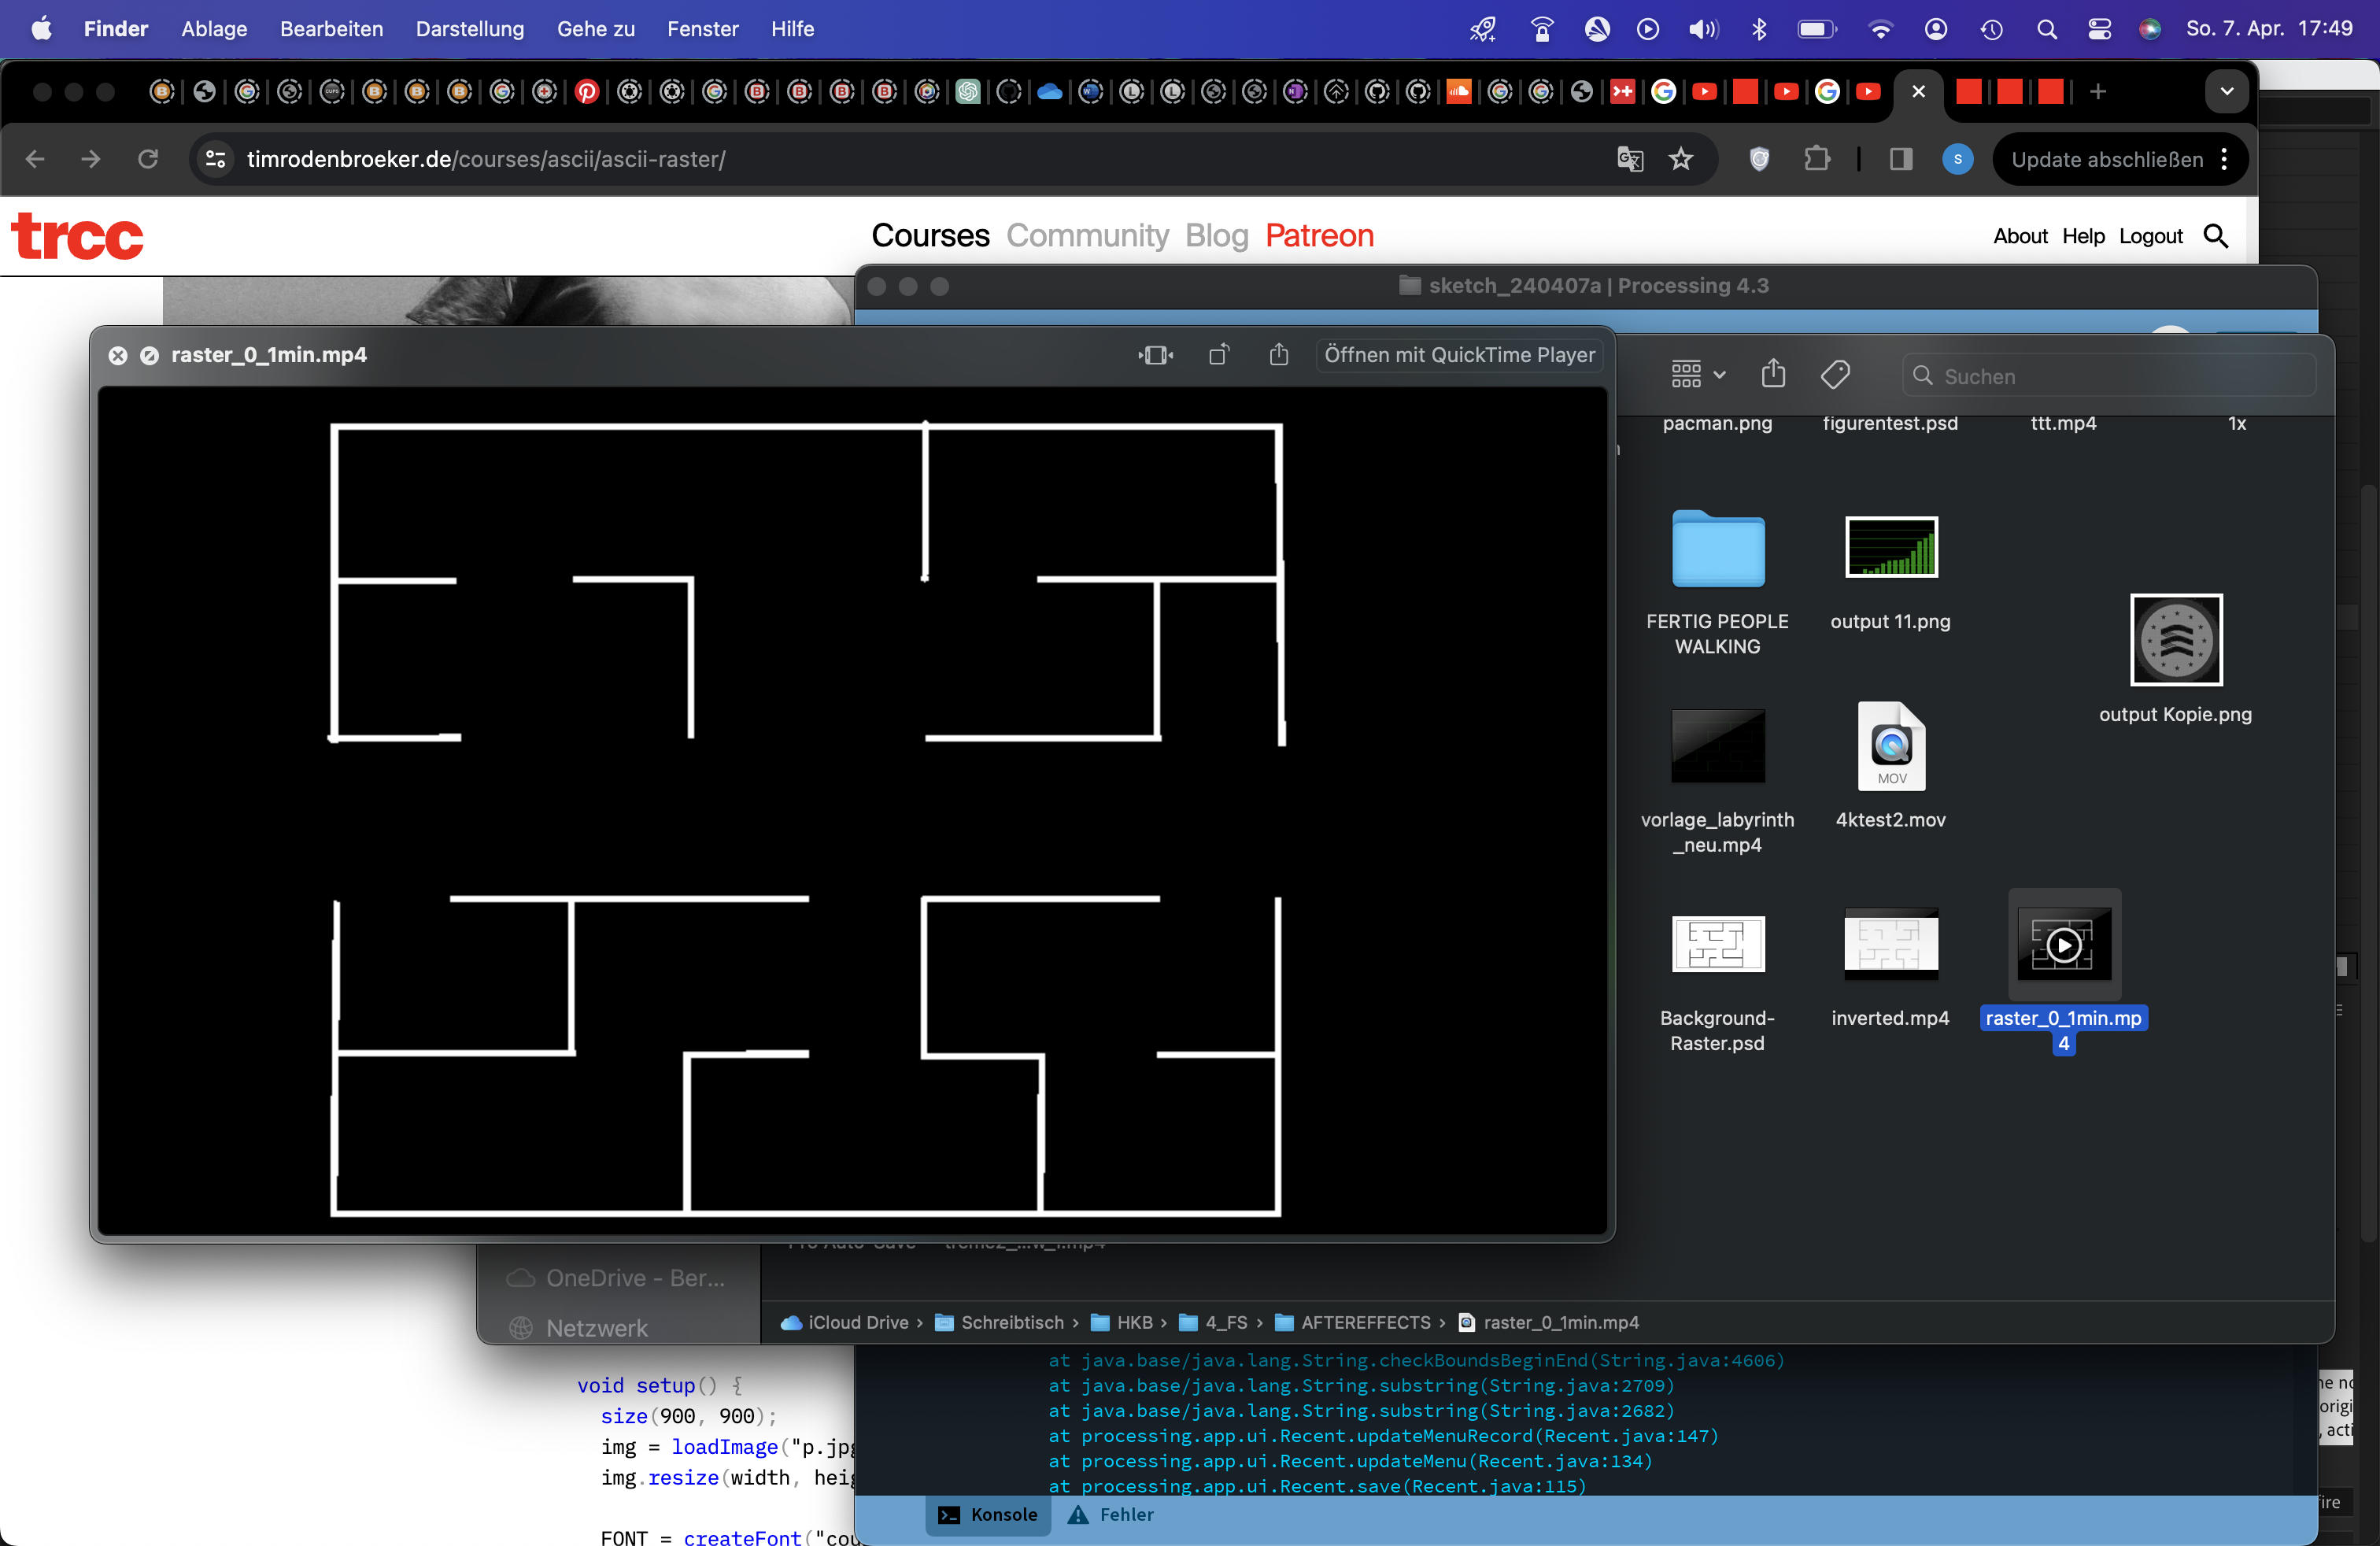 Finder Ablage Bearbeiten Darstellung Gehe zu Fenster Hilfe So. 7. Apr. 17:49
timrodenbroeker.de/courses/ascii/ascii-raster/
Update abschließen
trcc
Courses Community Blog Patreon
About Help Logout
sketch_240407a | Processing 4.3
raster_0_1min.mp4
Öffnen mit QuickTime Player
Suchen
pacman.png
figurentest.psd
ttt.mp4
1x
FERTIG PEOPLE
WALKING
output 11.png
output Kopie.png
vorlage_labyrinth
_neu.mp4
MOV
4ktest2.mov
Background-
Raster.psd
inverted.mp4
raster_0_1min.mp
4
OneDrive - Ber...
Netzwerk
iCloud Drive › Schreibtisch › HKB › 4_FS › AFTEREFFECTS › raster_0_1min.mp4
void setup() {
size(900, 900);
img = loadImage("p.jpg
img.resize(width, heig
FONT = createFont("cou
at java.base/java.lang.String.checkBoundsBeginEnd(String.java:4606)
at java.base/java.lang.String.substring(String.java:2709)
at java.base/java.lang.String.substring(String.java:2682)
at processing.app.ui.Recent.updateMenuRecord(Recent.java:147)
at processing.app.ui.Recent.updateMenu(Recent.java:134)
at processing.app.ui.Recent.save(Recent.java:115)
Konsole
Fehler